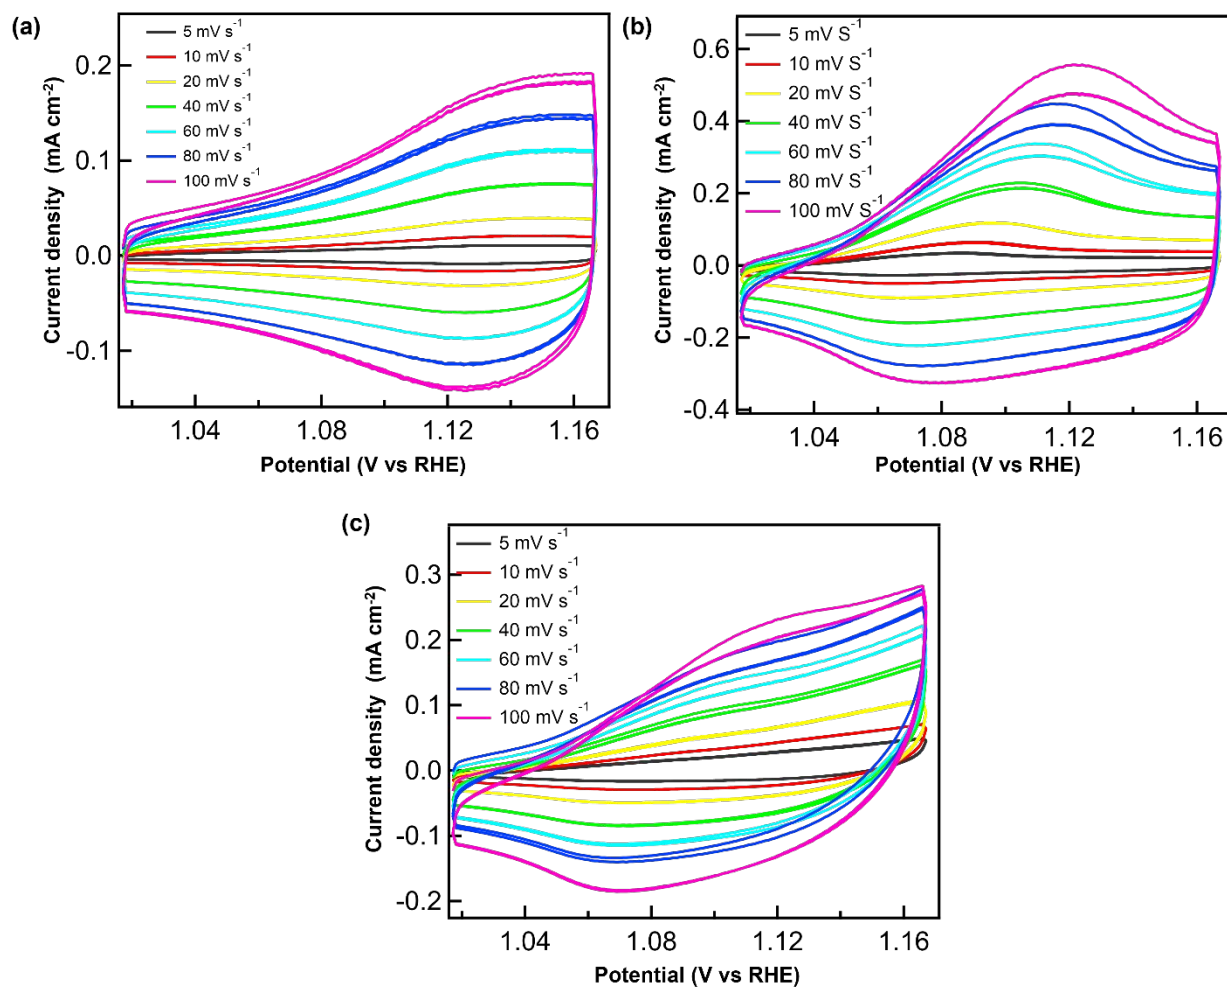 (a)
5 mV s⁻¹
10 mV s⁻¹
20 mV s⁻¹
40 mV s⁻¹
60 mV s⁻¹
80 mV s⁻¹
100 mV s⁻¹
Current density (mA cm⁻²)
0.2
0.1
0.0
-0.1
1.04
1.08
1.12
1.16
Potential (V vs RHE)
(b)
5 mV S⁻¹
10 mV S⁻¹
20 mV S⁻¹
40 mV S⁻¹
60 mV S⁻¹
80 mV S⁻¹
100 mV S⁻¹
Current density (mA cm⁻²)
0.6
0.4
0.2
0.0
-0.2
-0.4
1.04
1.08
1.12
1.16
Potential (V vs RHE)
(c)
5 mV s⁻¹
10 mV s⁻¹
20 mV s⁻¹
40 mV s⁻¹
60 mV s⁻¹
80 mV s⁻¹
100 mV s⁻¹
Current density (mA cm⁻²)
0.3
0.2
0.1
0.0
-0.1
-0.2
1.04
1.08
1.12
1.16
Potential (V vs RHE)